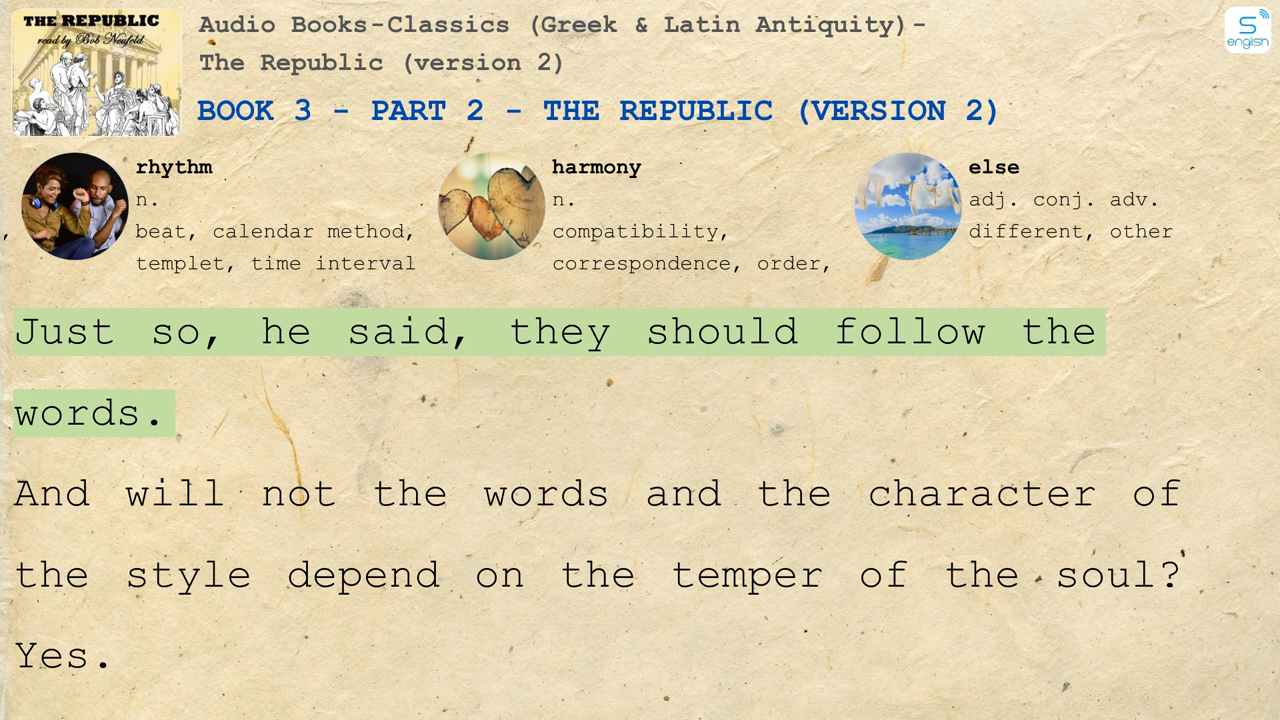 THE REPUBLIC
read by Bob Neufeld
Audio Books-Classics (Greek & Latin Antiquity)-
The Republic (version 2)
BOOK 3 - PART 2 - THE REPUBLIC (VERSION 2)
S
english
,
rhythm
n.
beat, calendar method,
templet, time interval
harmony
n.
compatibility,
correspondence, order,
else
adj. conj. adv.
different, other
Just so, he said, they should follow the
words.
And will not the words and the character of
the style depend on the temper of the soul?
Yes.